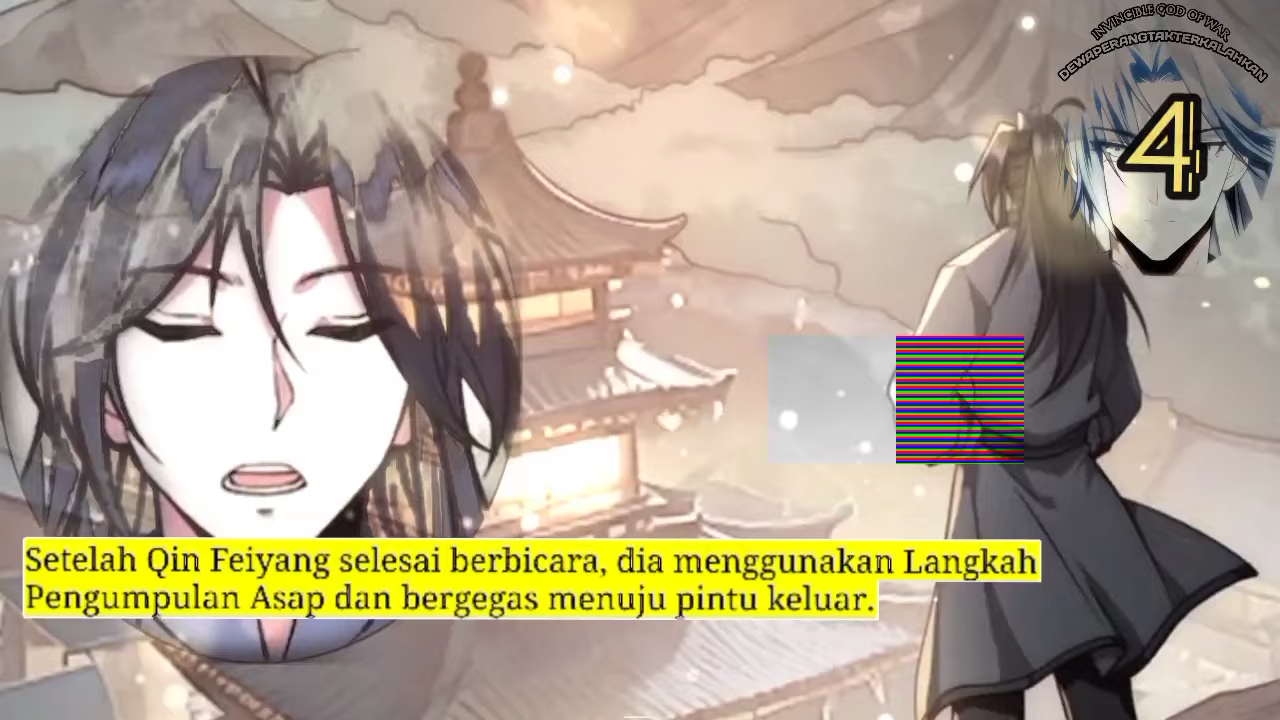 INVINCIBLE GOD OF WAR
DEWAPERANGTAKTERKALAHKAN
4
Setelah Qin Feiyang selesai berbicara, dia menggunakan Langkah
Pengumpulan Asap dan bergegas menuju pintu keluar.